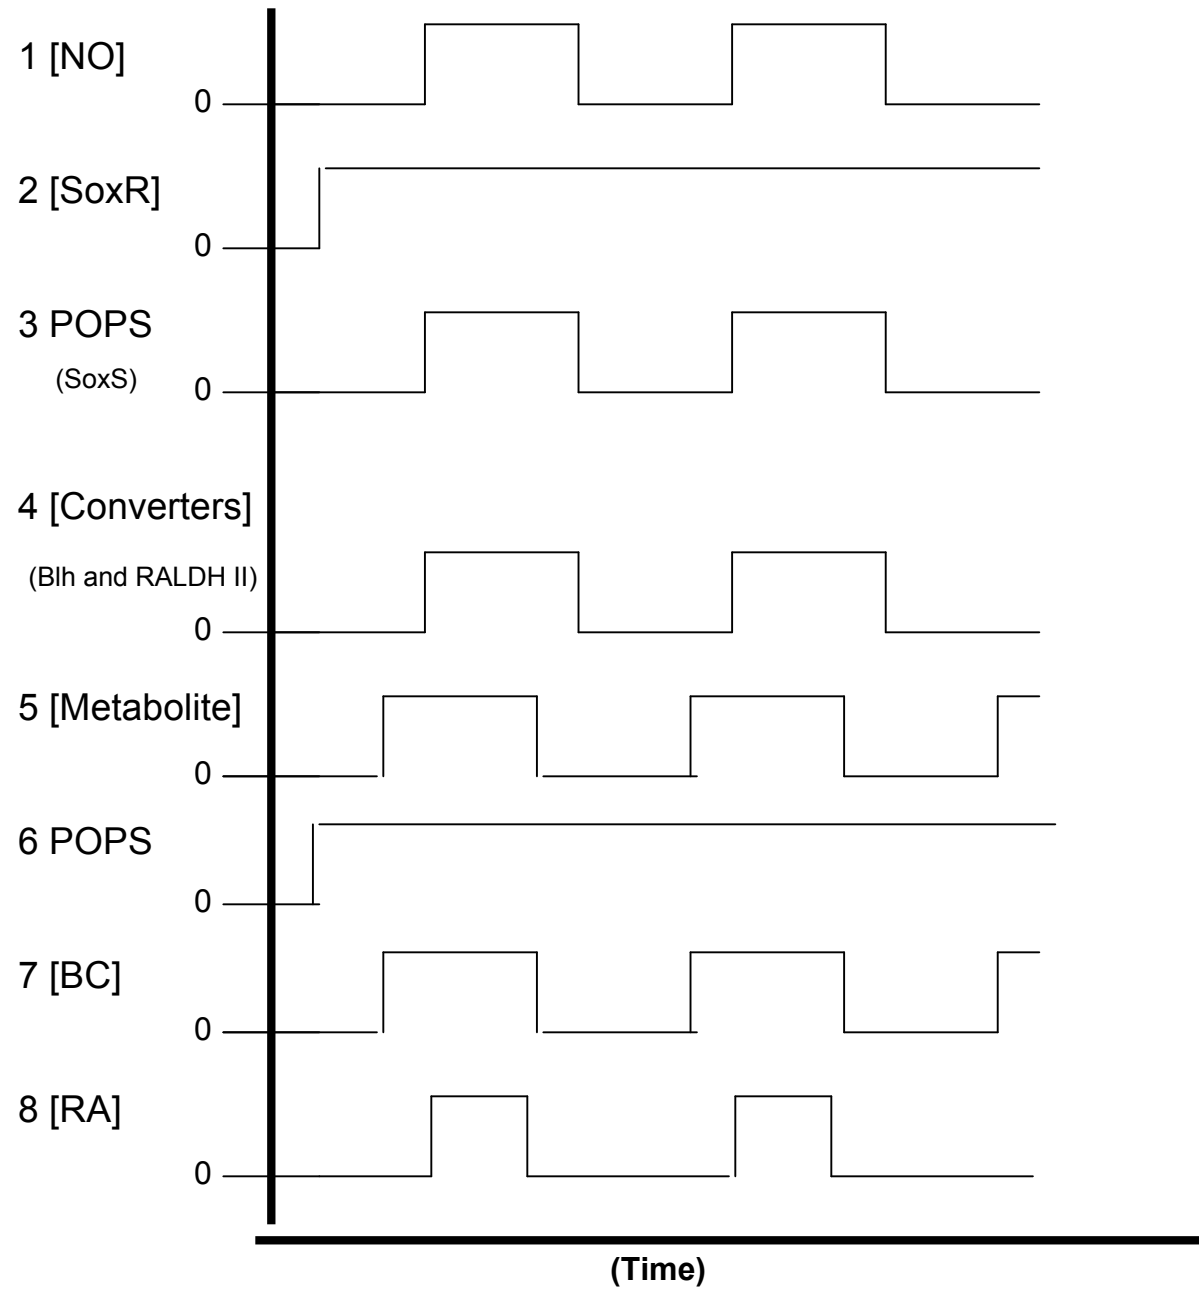 1 [NO]
0
2 [SoxR]
0
3 POPS
(SoxS)
0
4 [Converters]
(Blh and RALDH II)
0
5 [Metabolite]
0
6 POPS
0
7 [BC]
0
8 [RA]
0
(Time)